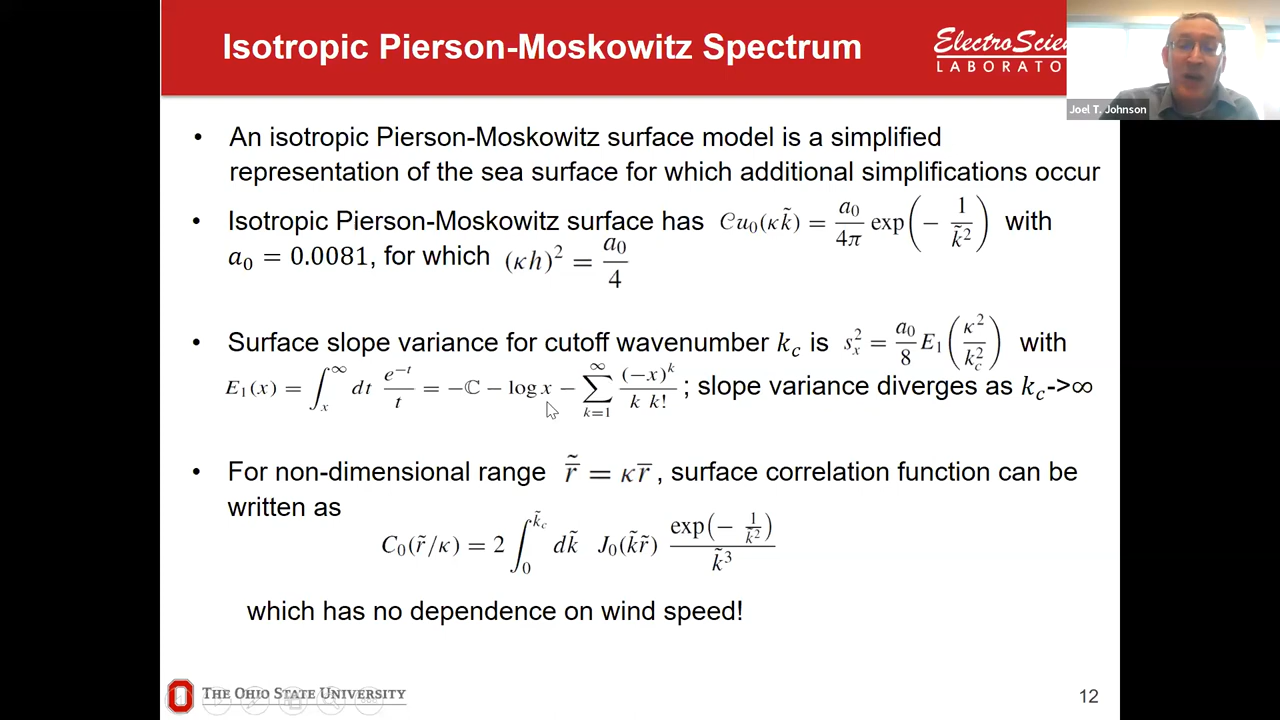 Isotropic Pierson-Moskowitz Spectrum
ElectroScien
LABORATO
Joel T. Johnson
• An isotropic Pierson-Moskowitz surface model is a simplified
representation of the sea surface for which additional simplifications occur
• Isotropic Pierson-Moskowitz surface has 𝒞u₀(κk̃) = a₀/4π exp(− 1/k̃²) with
a₀ = 0.0081, for which (κh)² = a₀/4
• Surface slope variance for cutoff wavenumber k_c is s_x² = a₀/8 E₁(κ²/k_c²) with
E₁(x) = ∫_x^∞ dt e^{−t}/t = −ℂ − log x − ∑_{k=1}^∞ (−x)^k/k k! ; slope variance diverges as k_c->∞
• For non-dimensional range r̄̃ = κr̄, surface correlation function can be
written as
C₀(r̃/κ) = 2 ∫_0^{k̃_c} dk̃ J₀(k̃r̃) exp(− 1/k̃²)/k̃³
which has no dependence on wind speed!
THE OHIO STATE UNIVERSITY
12